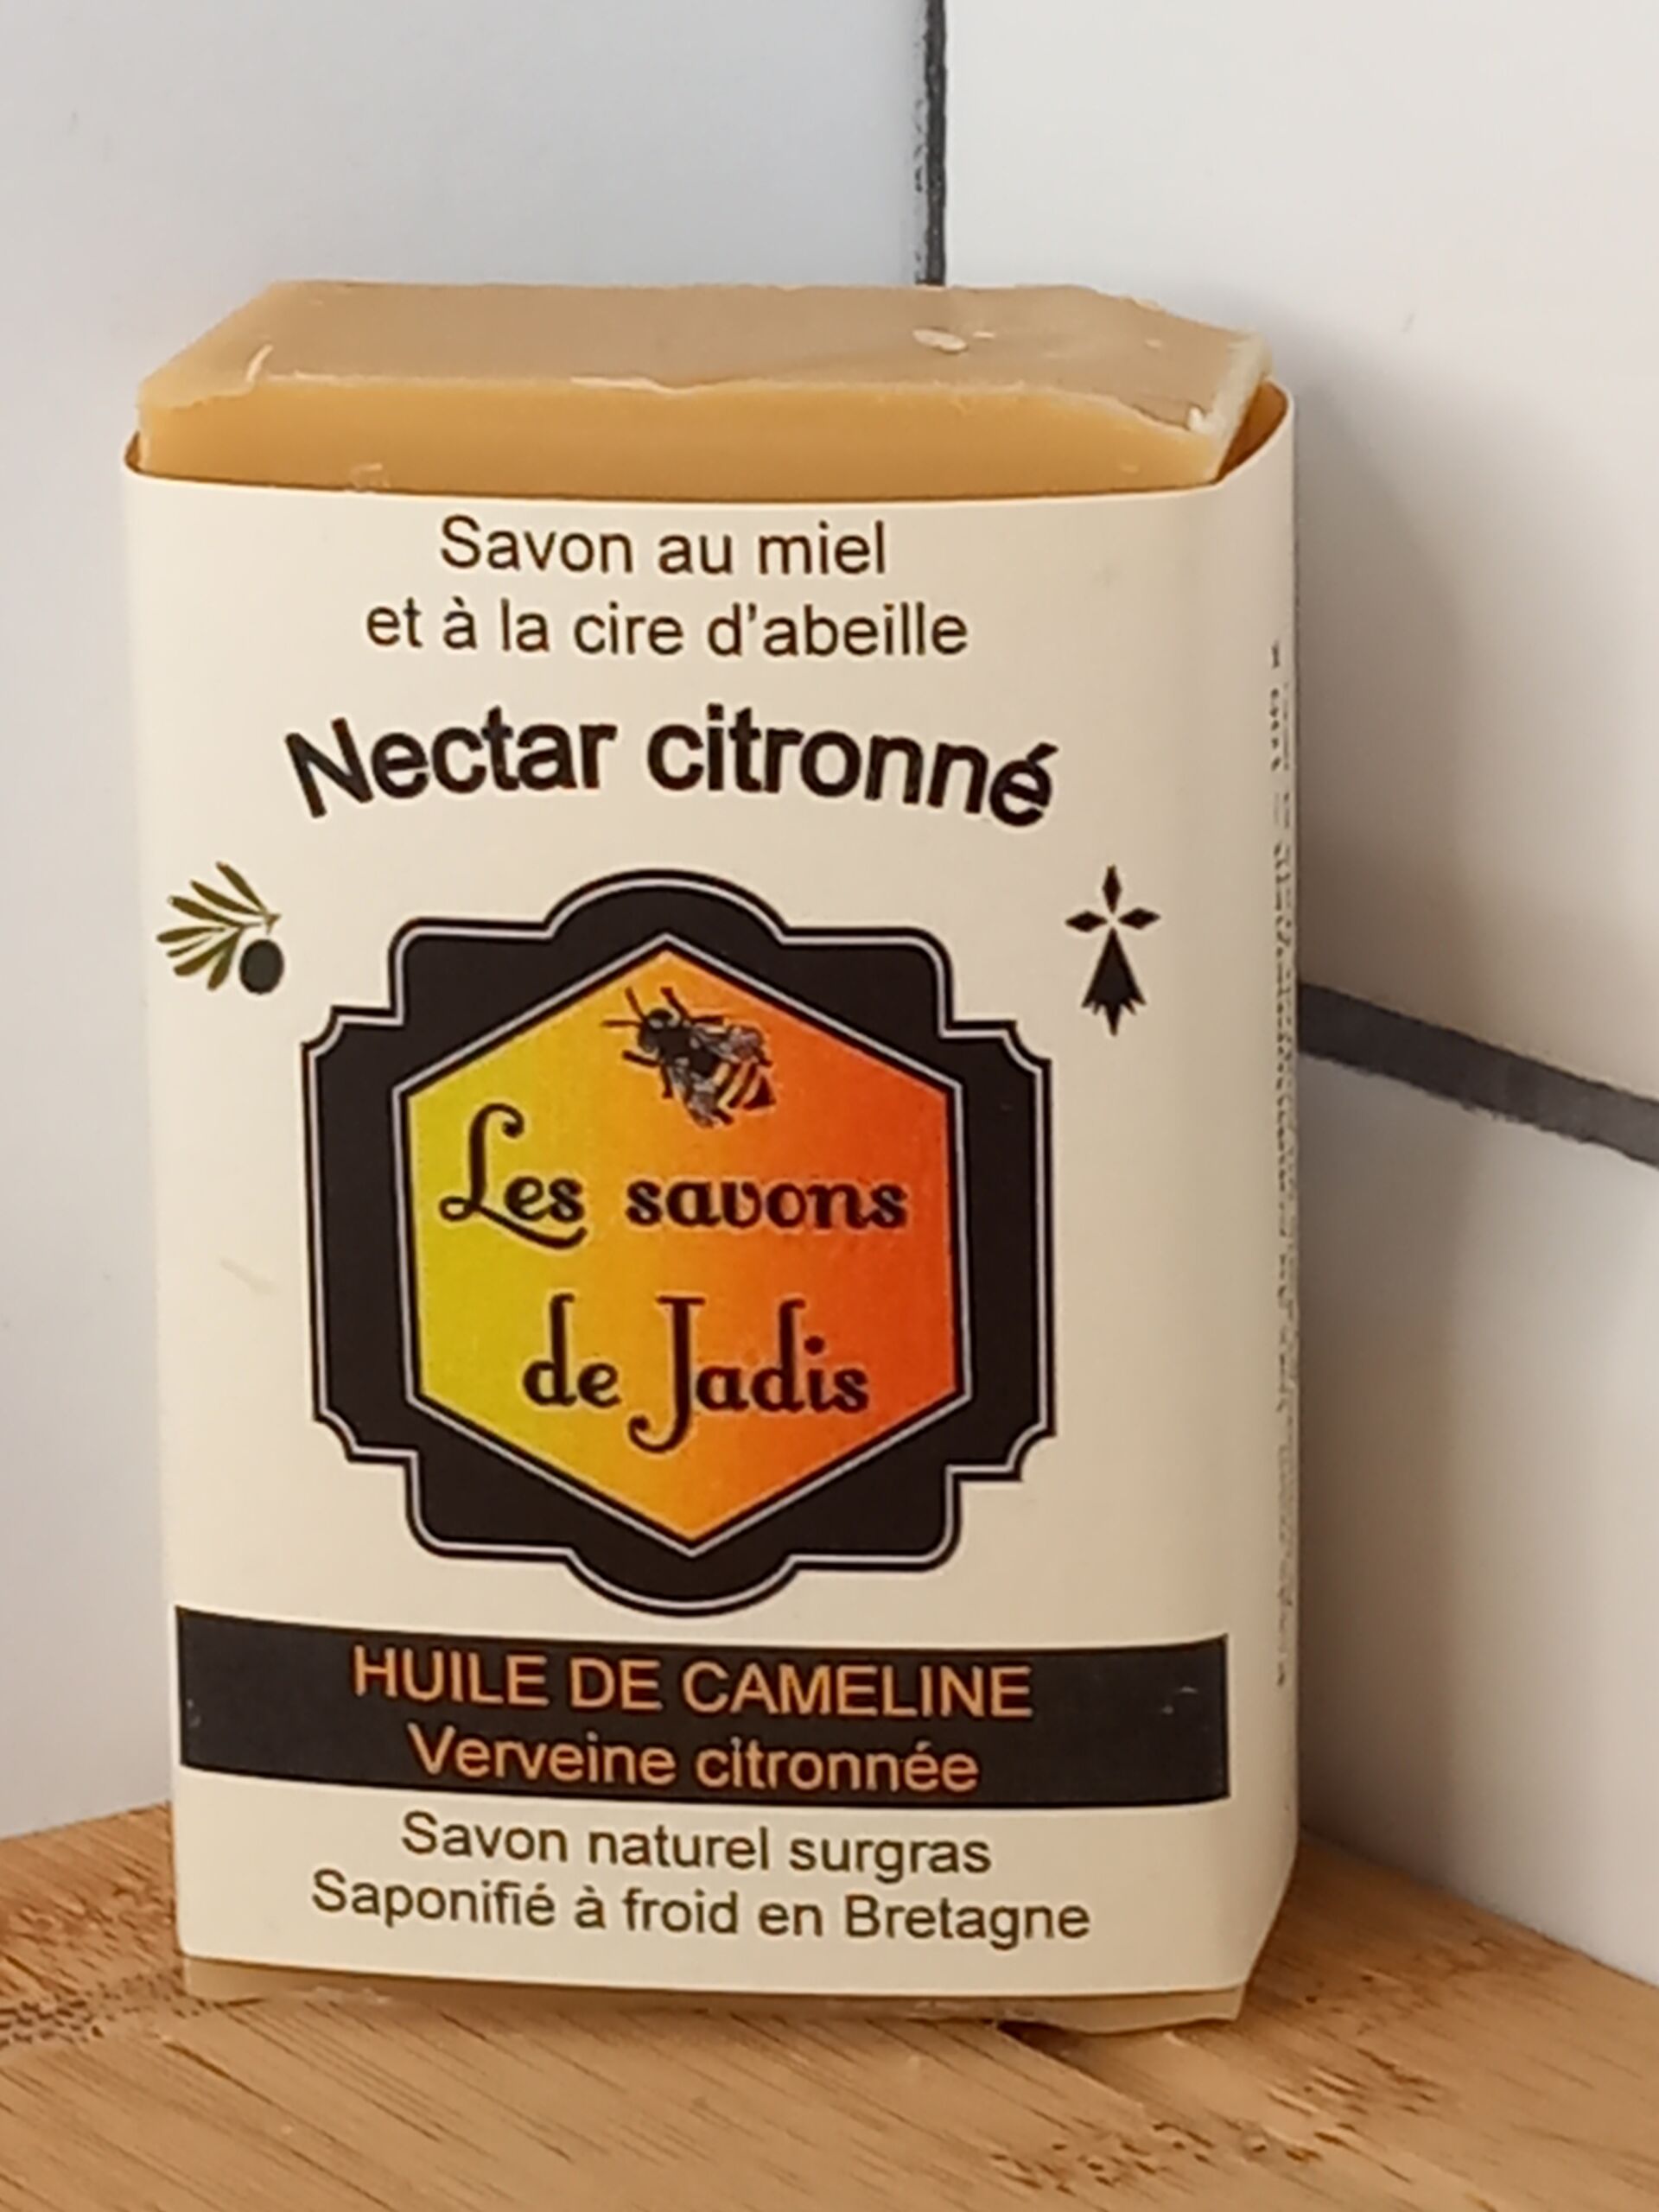 Savon au miel
et à la cire d'abeille
Nectar citronné
Les savons
de Jadis
HUILE DE CAMELINE
Verveine citronnée
Savon naturel surgras
Saponifié à froid en Bretagne